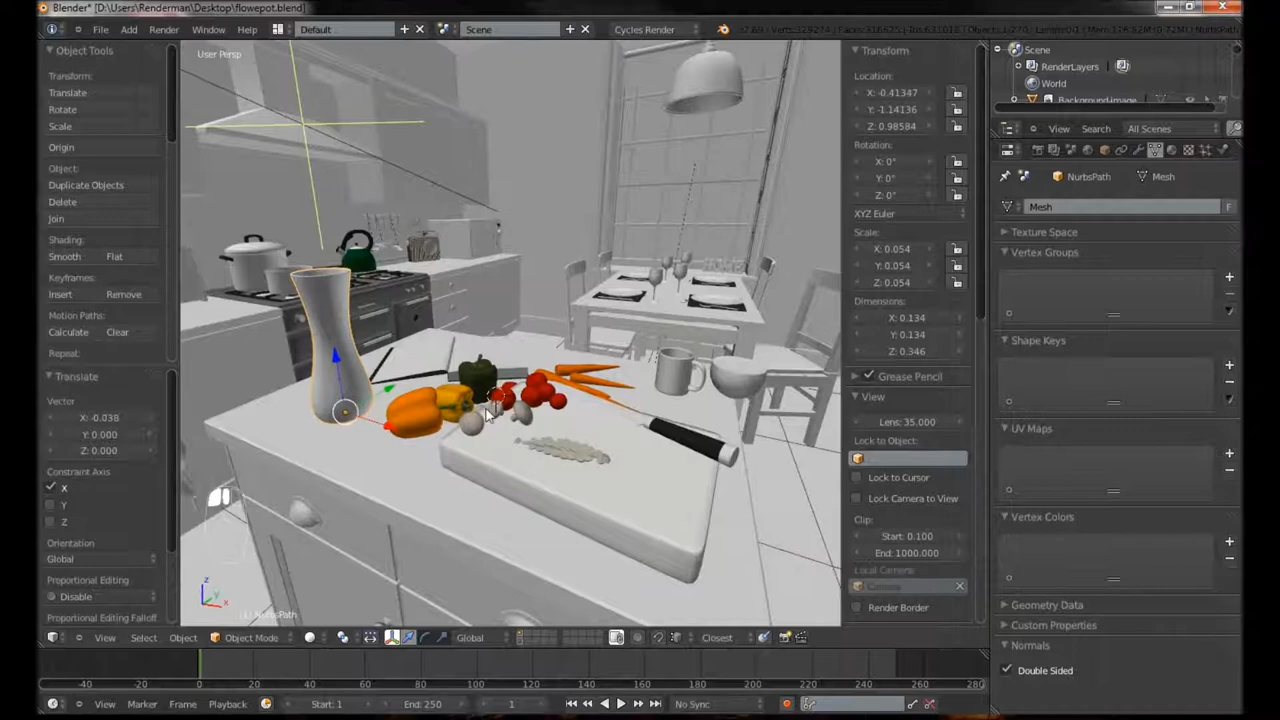 Blender* [D:\Users\Renderman\Desktop\flowepot.blend]
File Add Render Window Help Default Scene Cycles Render
Object Tools
Transform:
Translate
Rotate
Scale
Origin
Object:
Duplicate Objects
Delete
Join
Shading:
Smooth Flat
Keyframes:
Insert Remove
Motion Paths:
Calculate Clear
Repeat:
Translate
Vector
X: -0.038
Y: 0.000
Z: 0.000
Constraint Axis
X
Y
Z
Orientation
Global
Proportional Editing
Disable
Proportional Editing Falloff
User Persp
z
y
x
NurbsPath
View Select Object Object Mode Global Closest
Transform
Location:
X: -0.41347
Y: -1.14136
Z: 0.98584
Rotation:
X: 0°
Y: 0°
Z: 0°
XYZ Euler
Scale:
X: 0.054
Y: 0.054
Z: 0.054
Dimensions:
X: 0.134
Y: 0.134
Z: 0.346
Grease Pencil
View
Lens: 35.000
Lock to Object:
Lock to Cursor
Lock Camera to View
Clip:
Start: 0.100
End: 1000.000
Local Camera:
Camera
Render Border
Scene
RenderLayers
World
Background-image
View Search All Scenes
NurbsPath Mesh
Mesh F
Texture Space
Vertex Groups
Shape Keys
UV Maps
Vertex Colors
Geometry Data
Custom Properties
Normals
Double Sided
-40 -20 0 20 40 60 80 100 120 140 160 180 200 220 240 260 280
View Marker Frame Playback Start: 1 End: 250 1 No Sync